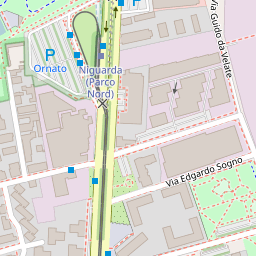 P
P
Ornato
Niguarda
(Parco
Nord)
Via Guido da Velate
Via Edgardo Sogno